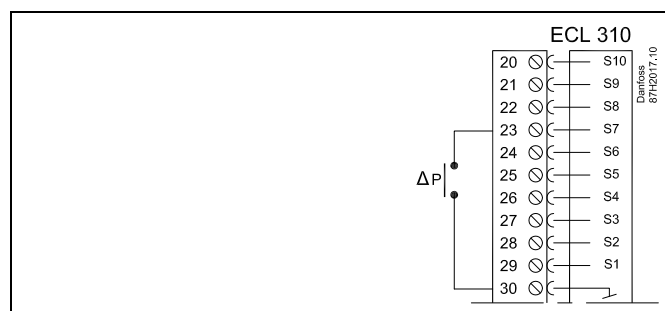 ECL 310
20 S10
21 S9
22 S8
23 S7
24 S6
25 S5
26 S4
27 S3
28 S2
29 S1
30
ΔP
Danfoss
87H2017.10